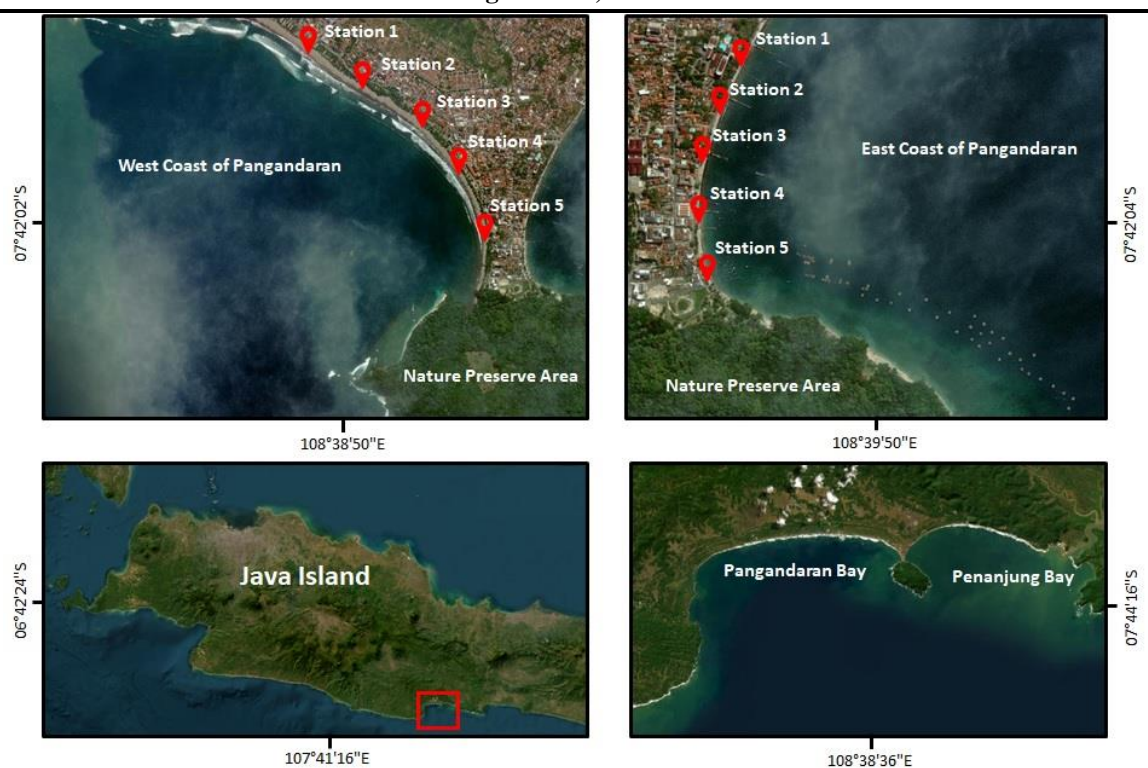 Station 1
Station 2
Station 3
Station 4
Station 5
West Coast of Pangandaran
Nature Preserve Area
07°42'02"S
108°38'50"E
Station 1
Station 2
Station 3
Station 4
Station 5
East Coast of Pangandaran
Nature Preserve Area
07°42'04"S
108°39'50"E
Java Island
06°42'24"S
107°41'16"E
Pangandaran Bay
Penanjung Bay
07°44'16"S
108°38'36"E